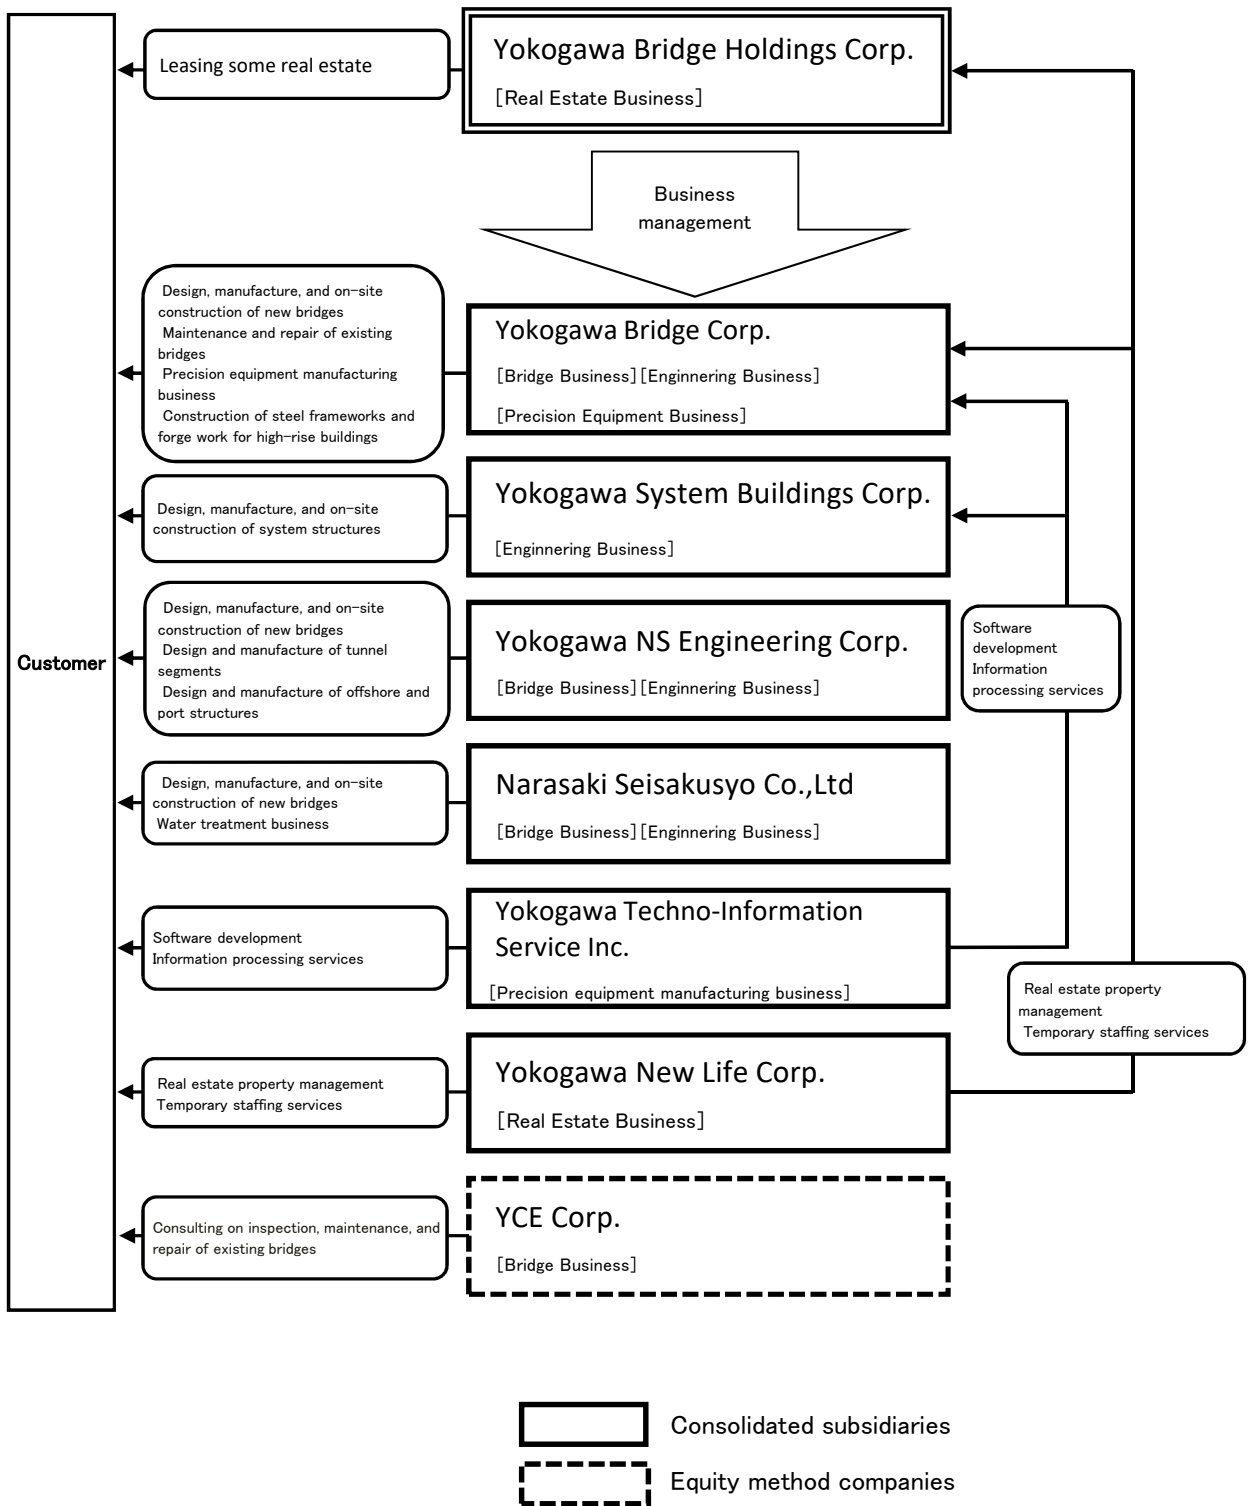 Yokogawa Bridge Holdings Corp.
[Real Estate Business]
Leasing some real estate
Business
management
Design, manufacture, and on-site
construction of new bridges
Maintenance and repair of existing
bridges
Precision equipment manufacturing
business
Construction of steel frameworks and
forge work for high-rise buildings
Yokogawa Bridge Corp.
[Bridge Business][Enginnering Business]
[Precision Equipment Business]
Design, manufacture, and on-site
construction of system structures
Yokogawa System Buildings Corp.
[Enginnering Business]
Customer
Design, manufacture, and on-site
construction of new bridges
Design and manufacture of tunnel
segments
Design and manufacture of offshore and
port structures
Yokogawa NS Engineering Corp.
[Bridge Business][Enginnering Business]
Software
development
Information
processing services
Design, manufacture, and on-site
construction of new bridges
Water treatment business
Narasaki Seisakusyo Co.,Ltd
[Bridge Business][Enginnering Business]
Software development
Information processing services
Yokogawa Techno-Information
Service Inc.
[Precision equipment manufacturing business]
Real estate property
management
Temporary staffing services
Real estate property management
Temporary staffing services
Yokogawa New Life Corp.
[Real Estate Business]
Consulting on inspection, maintenance, and
repair of existing bridges
YCE Corp.
[Bridge Business]
Consolidated subsidiaries
Equity method companies